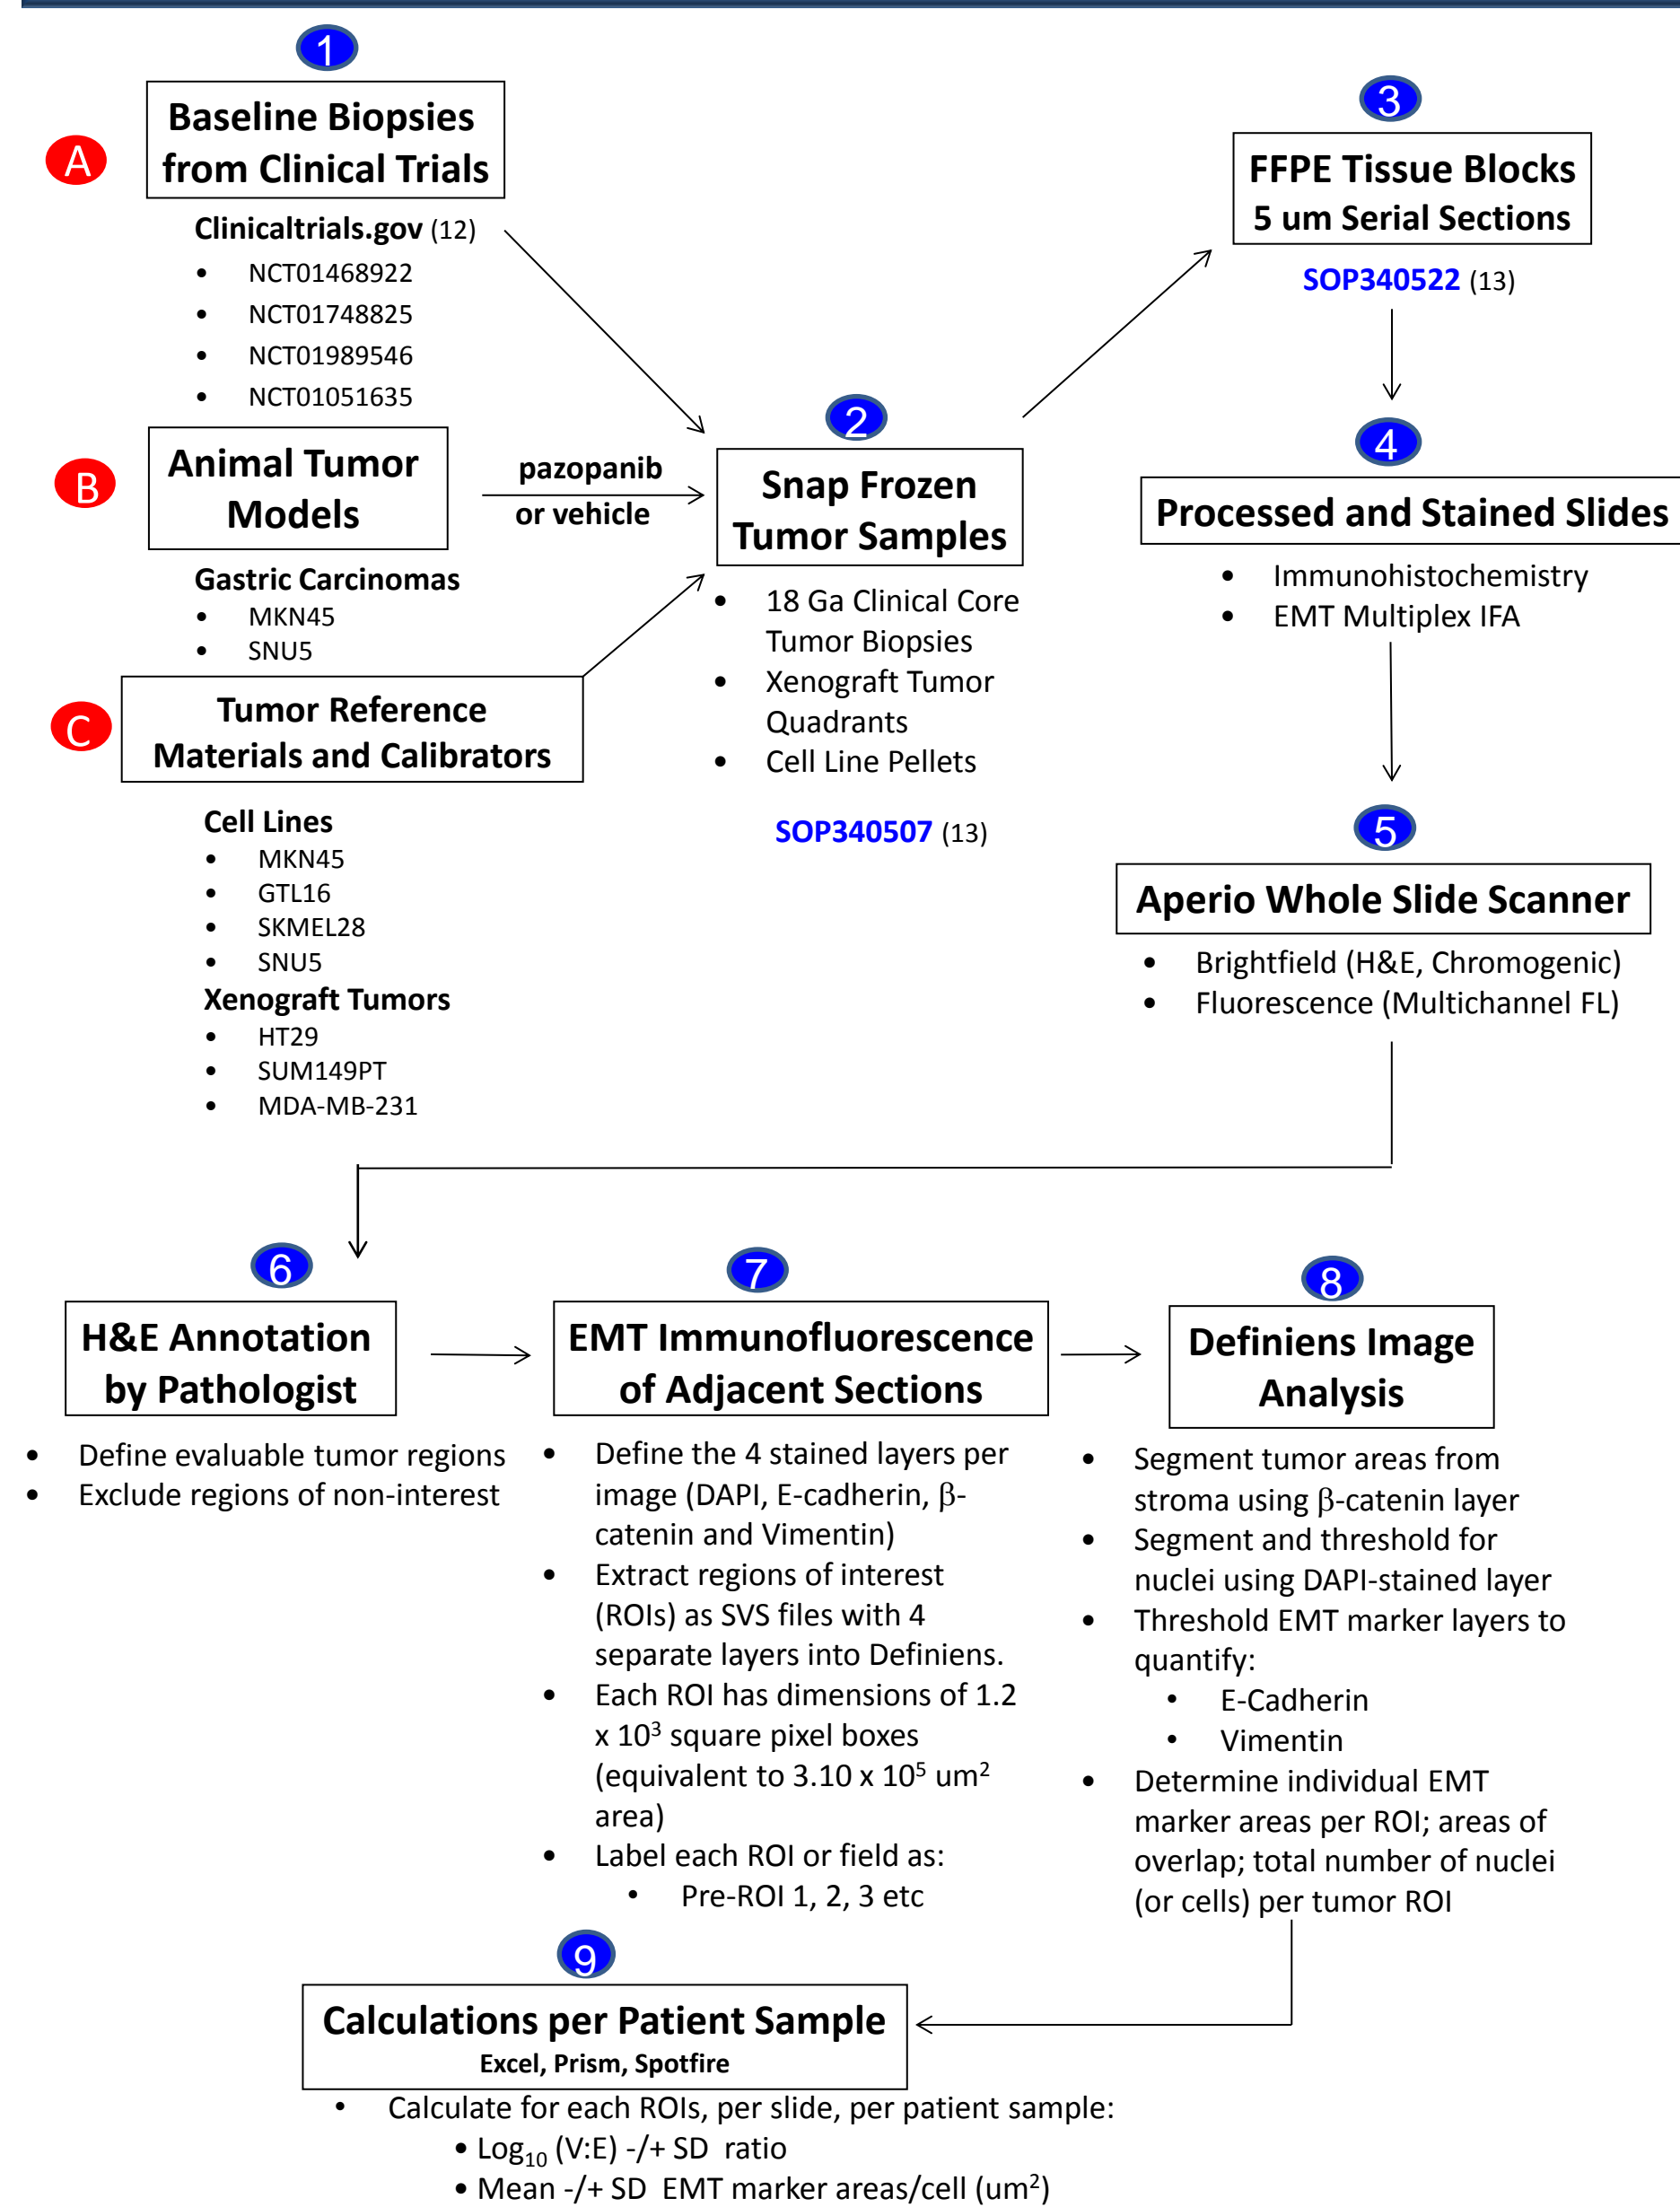 1
A
Baseline Biopsies
from Clinical Trials
Clinicaltrials.gov (12)
• NCT01468922
• NCT01748825
• NCT01989546
• NCT01051635
B
Animal Tumor
Models
pazopanib
or vehicle
Gastric Carcinomas
• MKN45
• SNU5
C
Tumor Reference
Materials and Calibrators
Cell Lines
• MKN45
• GTL16
• SKMEL28
• SNU5
Xenograft Tumors
• HT29
• SUM149PT
• MDA-MB-231
2
Snap Frozen
Tumor Samples
• 18 Ga Clinical Core
Tumor Biopsies
• Xenograft Tumor
Quadrants
• Cell Line Pellets
SOP340507 (13)
3
FFPE Tissue Blocks
5 um Serial Sections
SOP340522 (13)
4
Processed and Stained Slides
• Immunohistochemistry
• EMT Multiplex IFA
5
Aperio Whole Slide Scanner
• Brightfield (H&E, Chromogenic)
• Fluorescence (Multichannel FL)
6
H&E Annotation
by Pathologist
• Define evaluable tumor regions
• Exclude regions of non-interest
7
EMT Immunofluorescence
of Adjacent Sections
• Define the 4 stained layers per
image (DAPI, E-cadherin, β-
catenin and Vimentin)
• Extract regions of interest
(ROIs) as SVS files with 4
separate layers into Definiens.
• Each ROI has dimensions of 1.2
x 10³ square pixel boxes
(equivalent to 3.10 x 10⁵ um²
area)
• Label each ROI or field as:
• Pre-ROI 1, 2, 3 etc
8
Definiens Image
Analysis
• Segment tumor areas from
stroma using β-catenin layer
• Segment and threshold for
nuclei using DAPI-stained layer
• Threshold EMT marker layers to
quantify:
• E-Cadherin
• Vimentin
• Determine individual EMT
marker areas per ROI; areas of
overlap; total number of nuclei
(or cells) per tumor ROI
9
Calculations per Patient Sample
Excel, Prism, Spotfire
• Calculate for each ROIs, per slide, per patient sample:
• Log₁₀ (V:E) -/+ SD ratio
• Mean -/+ SD EMT marker areas/cell (um²)